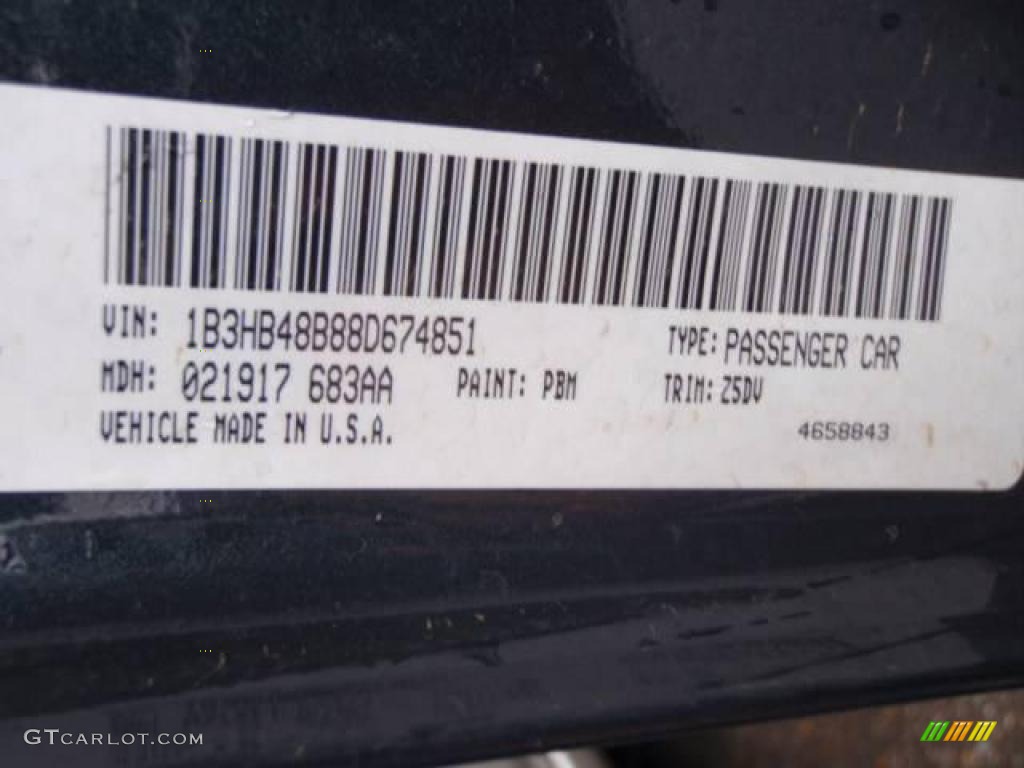 VIN: 1B3HB48B88D674851 TYPE: PASSENGER CAR
MDH: 021917 683AA PAINT: PBM TRIM: Z5DV
VEHICLE MADE IN U.S.A. 4658843
GTCARLOT.COM